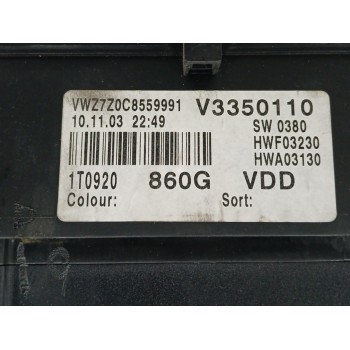 VWZ7Z0C8559991 V3350110
10.11.03 22:49 SW 0380
HWF03230
HWA03130
1T0920 860G VDD
Colour: Sort: